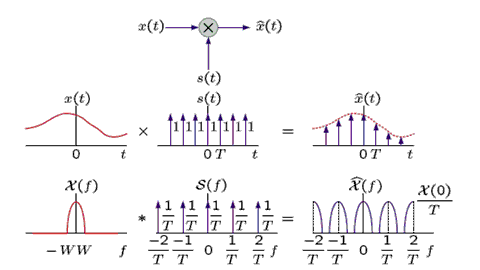 x(t) × x̂(t)
s(t)
x(t) s(t) x̂(t)
× 1 1 1 1 1 1 1 =
0 t 0 T t 0 T t
X(f) S(f) X̂(f) X(0)/T
* 1/T 1/T 1/T 1/T 1/T =
−W W f −2/T −1/T 0 1/T 2/T f −2/T −1/T 0 1/T 2/T f